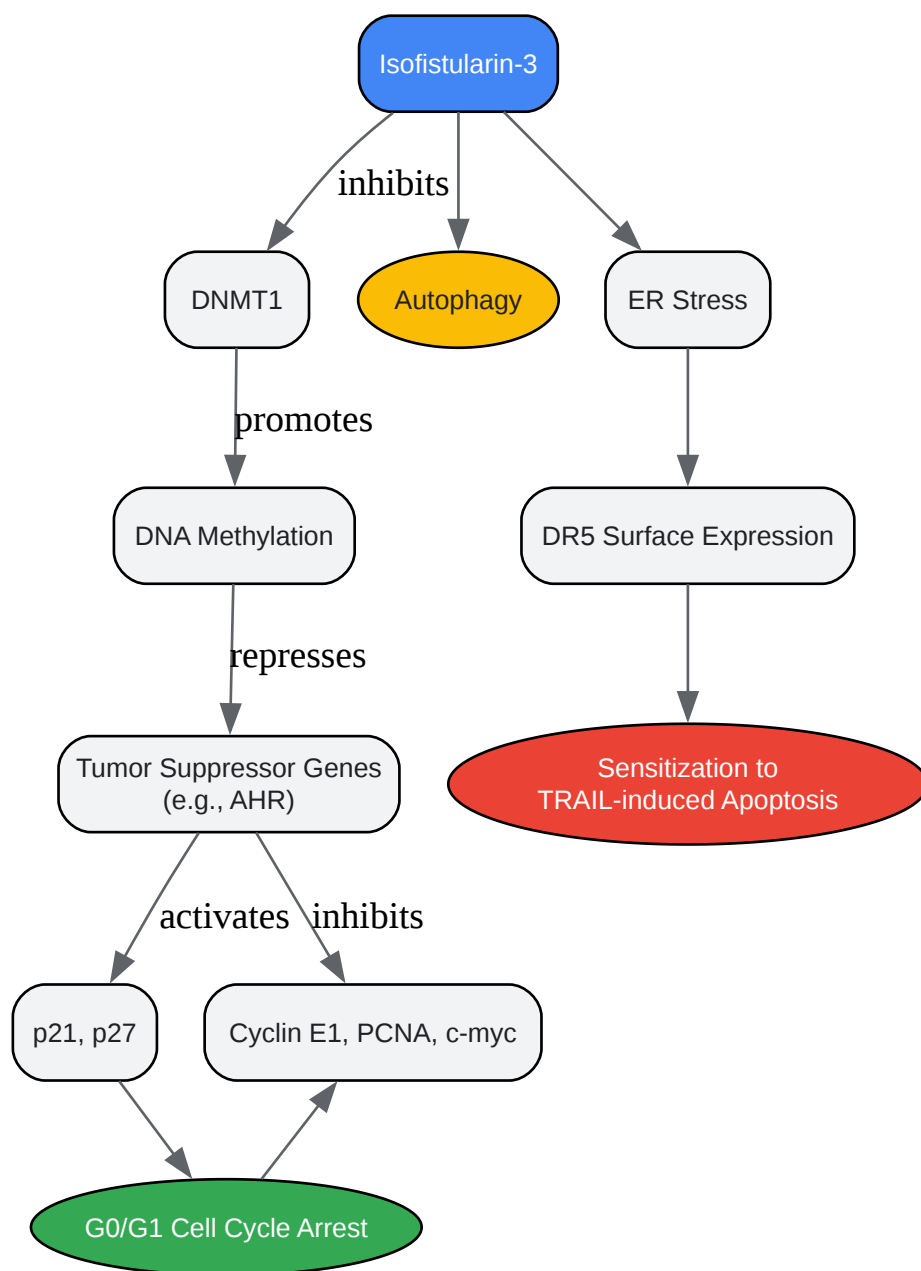 Isofistularin-3
inhibits
DNMT1
Autophagy
ER Stress
promotes
DNA Methylation
DR5 Surface Expression
represses
Tumor Suppressor Genes
(e.g., AHR)
Sensitization to
TRAIL-induced Apoptosis
activates
inhibits
p21, p27
Cyclin E1, PCNA, c-myc
G0/G1 Cell Cycle Arrest